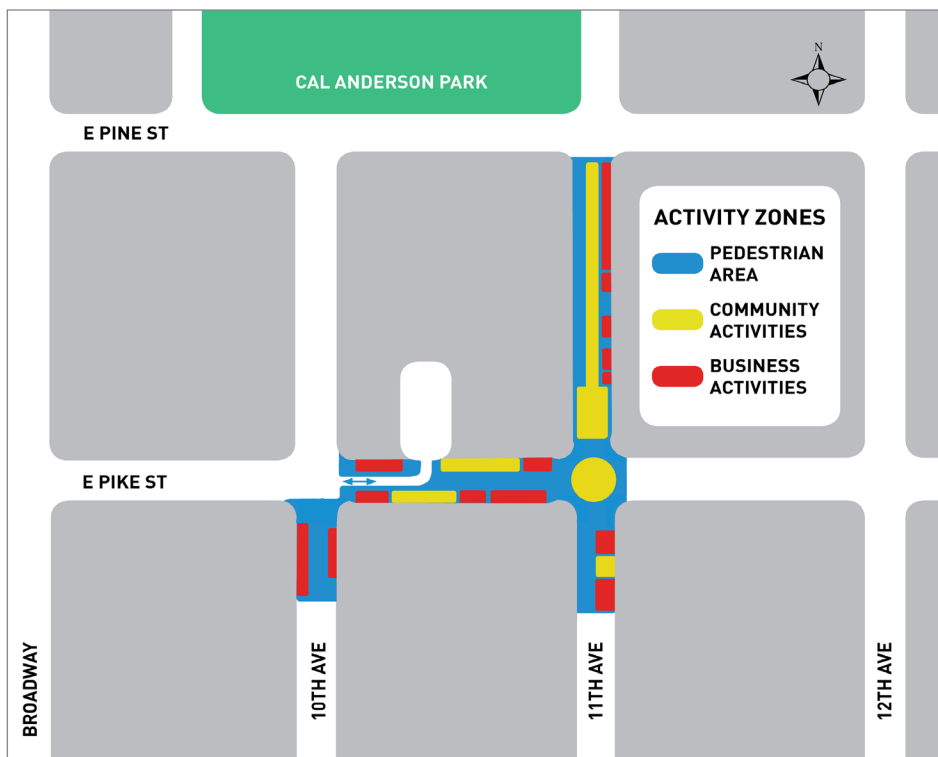 N
CAL ANDERSON PARK
E PINE ST
ACTIVITY ZONES
PEDESTRIAN
AREA
COMMUNITY
ACTIVITIES
BUSINESS
ACTIVITIES
E PIKE ST
BROADWAY
10TH AVE
11TH AVE
12TH AVE